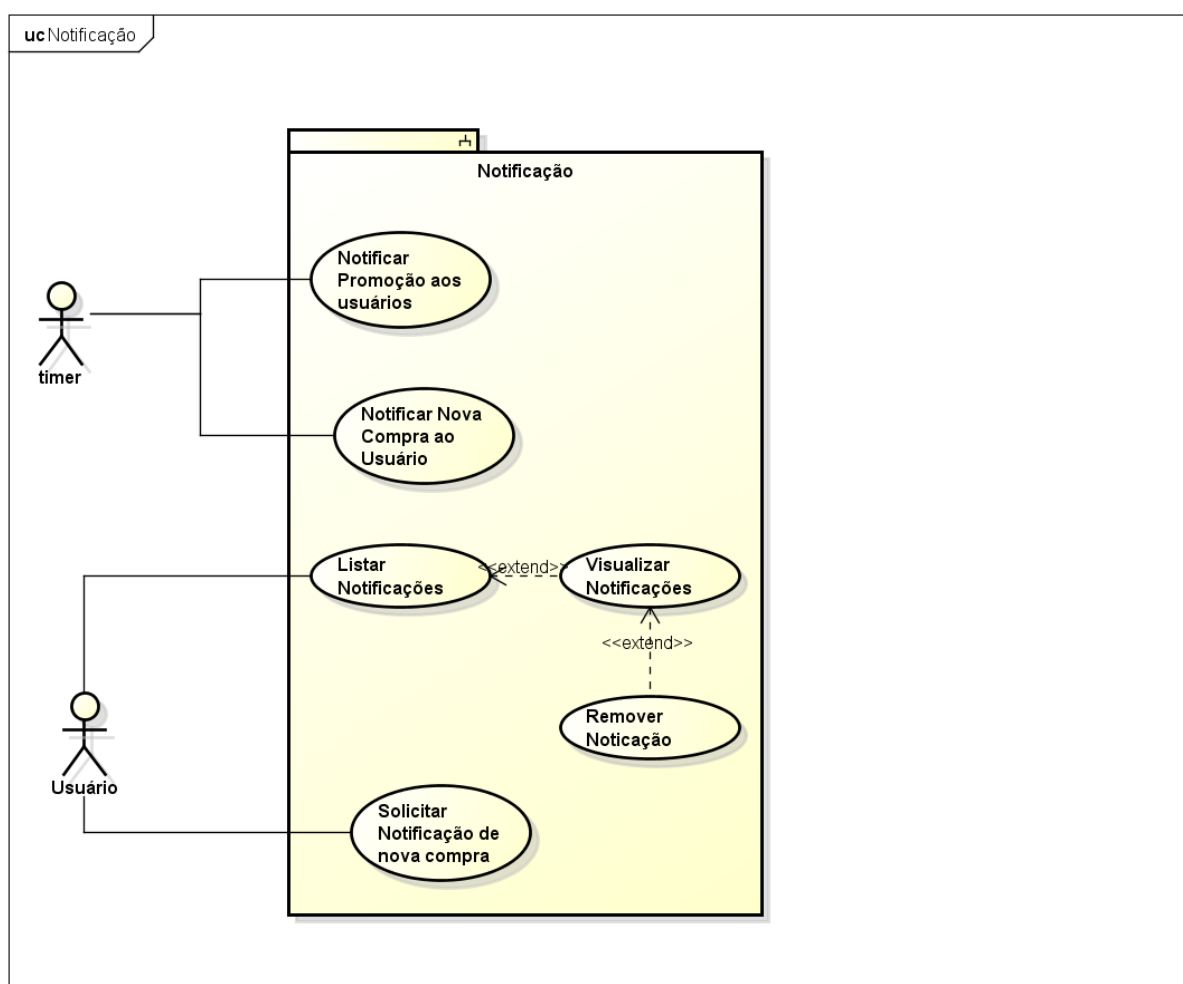 uc Notificação
Notificação
Notificar
Promoção aos
usuários
timer
Notificar Nova
Compra ao
Usuário
Listar
Notificações
<<extend>>
Visualizar
Notificações
<<extend>>
Remover
Noticação
Usuário
Solicitar
Notificação de
nova compra